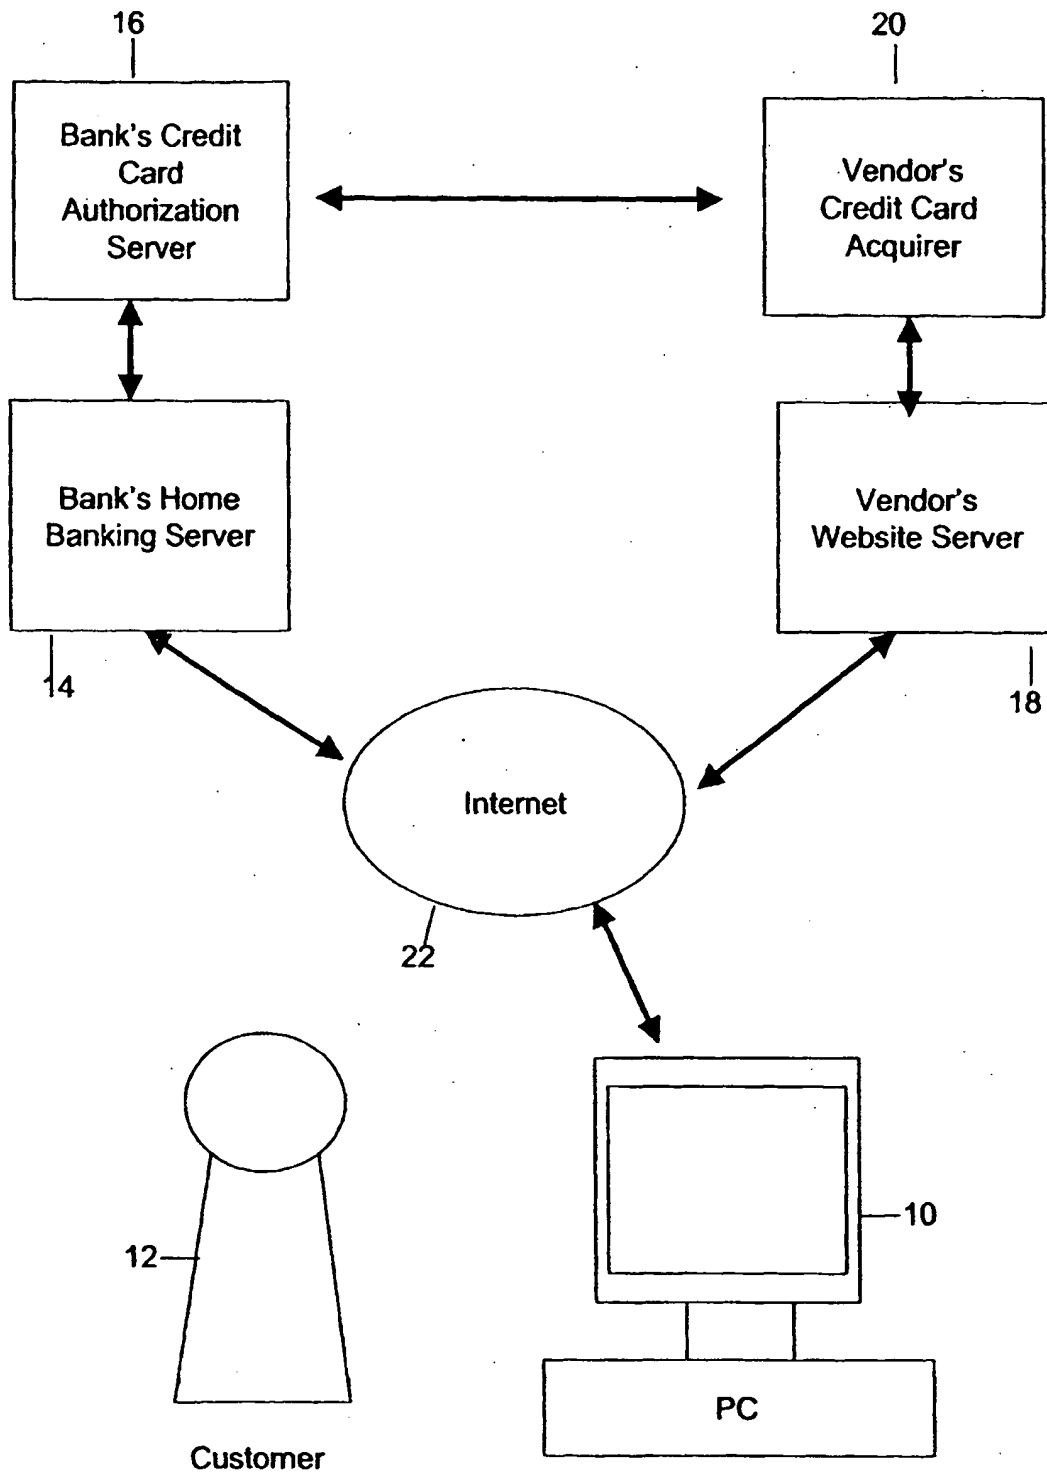 16
20
Bank's Credit
Card
Authorization
Server
Vendor's
Credit Card
Acquirer
Bank's Home
Banking Server
Vendor's
Website Server
14
18
Internet
22
12
10
PC
Customer